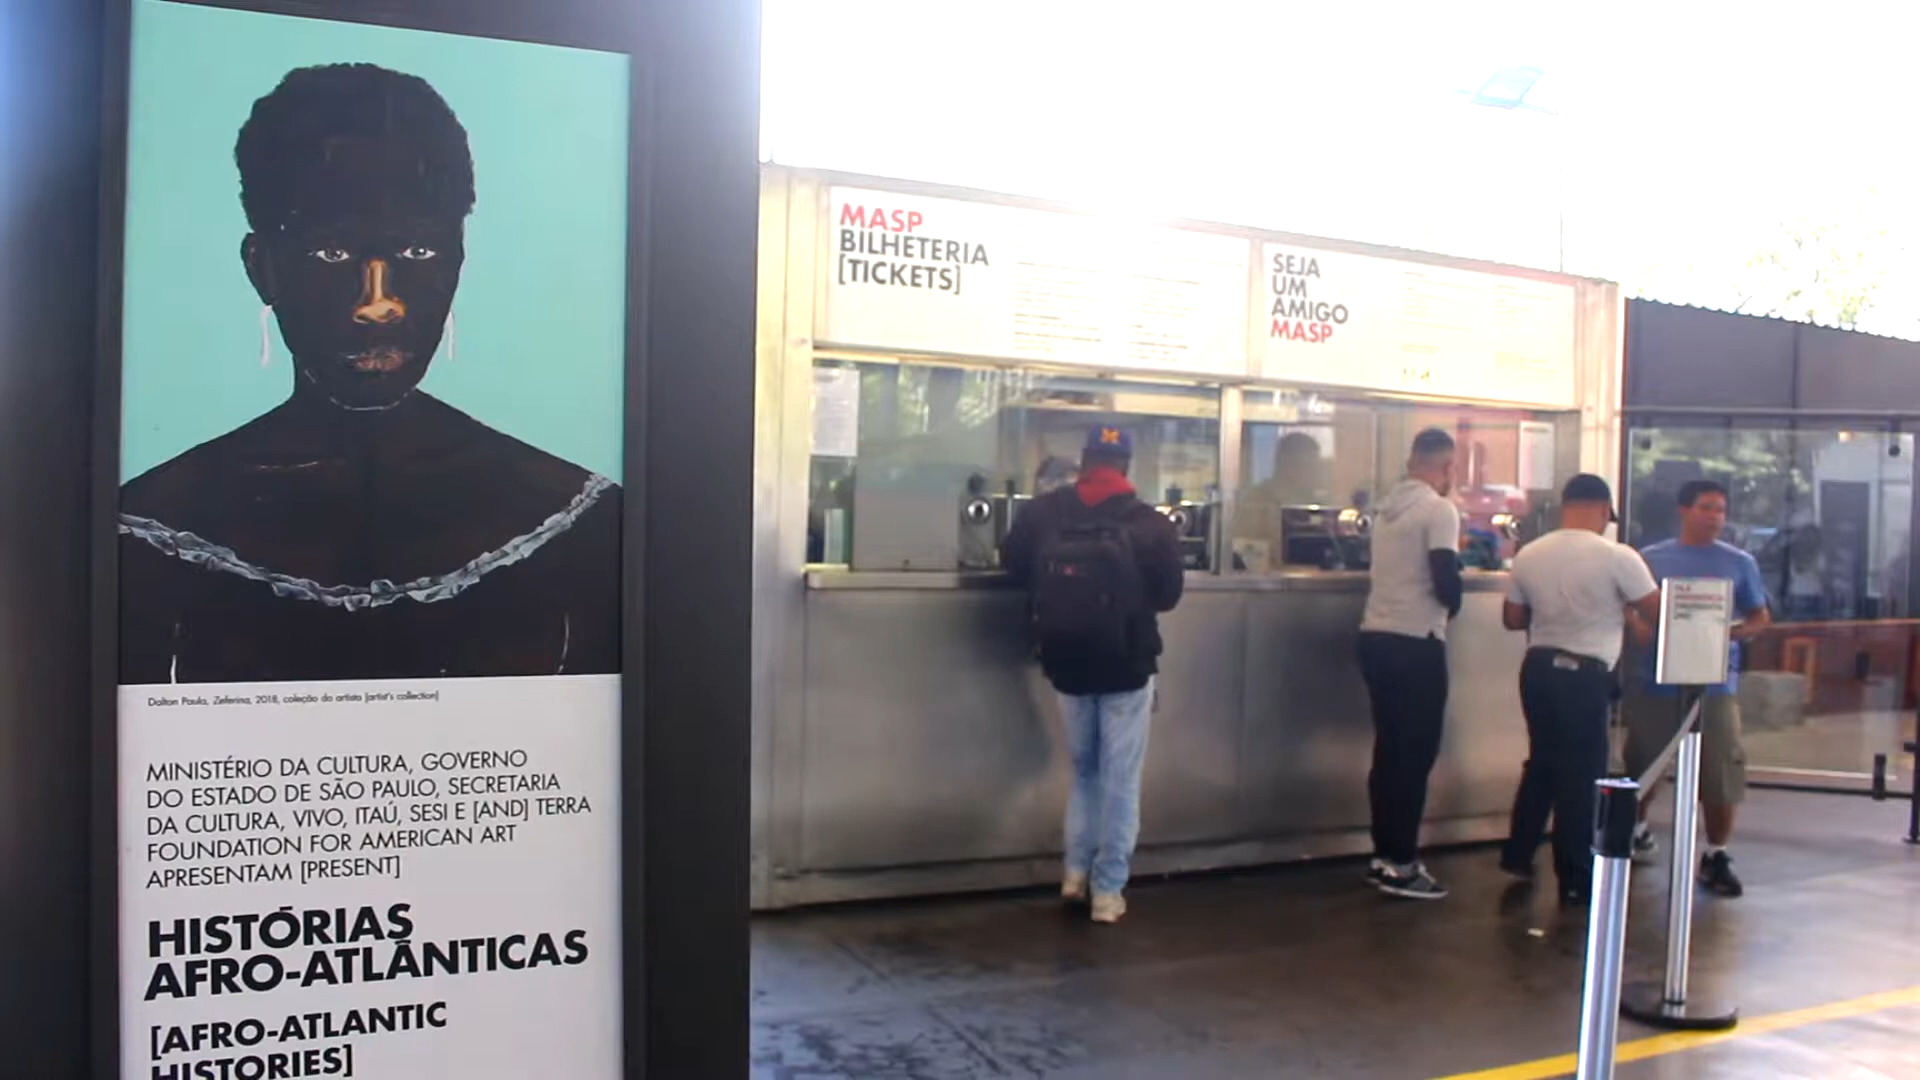 Dalton Paula, Zeferina, 2018, coleção do artista [artist's collection]
MINISTÉRIO DA CULTURA, GOVERNO
DO ESTADO DE SÃO PAULO, SECRETARIA
DA CULTURA, VIVO, ITAÚ, SESI E [AND] TERRA
FOUNDATION FOR AMERICAN ART
APRESENTAM [PRESENT]
HISTÓRIAS
AFRO-ATLÂNTICAS
[AFRO-ATLANTIC
HISTORIES]
MASP
BILHETERIA
[TICKETS]
SEJA
UM
AMIGO
MASP
M